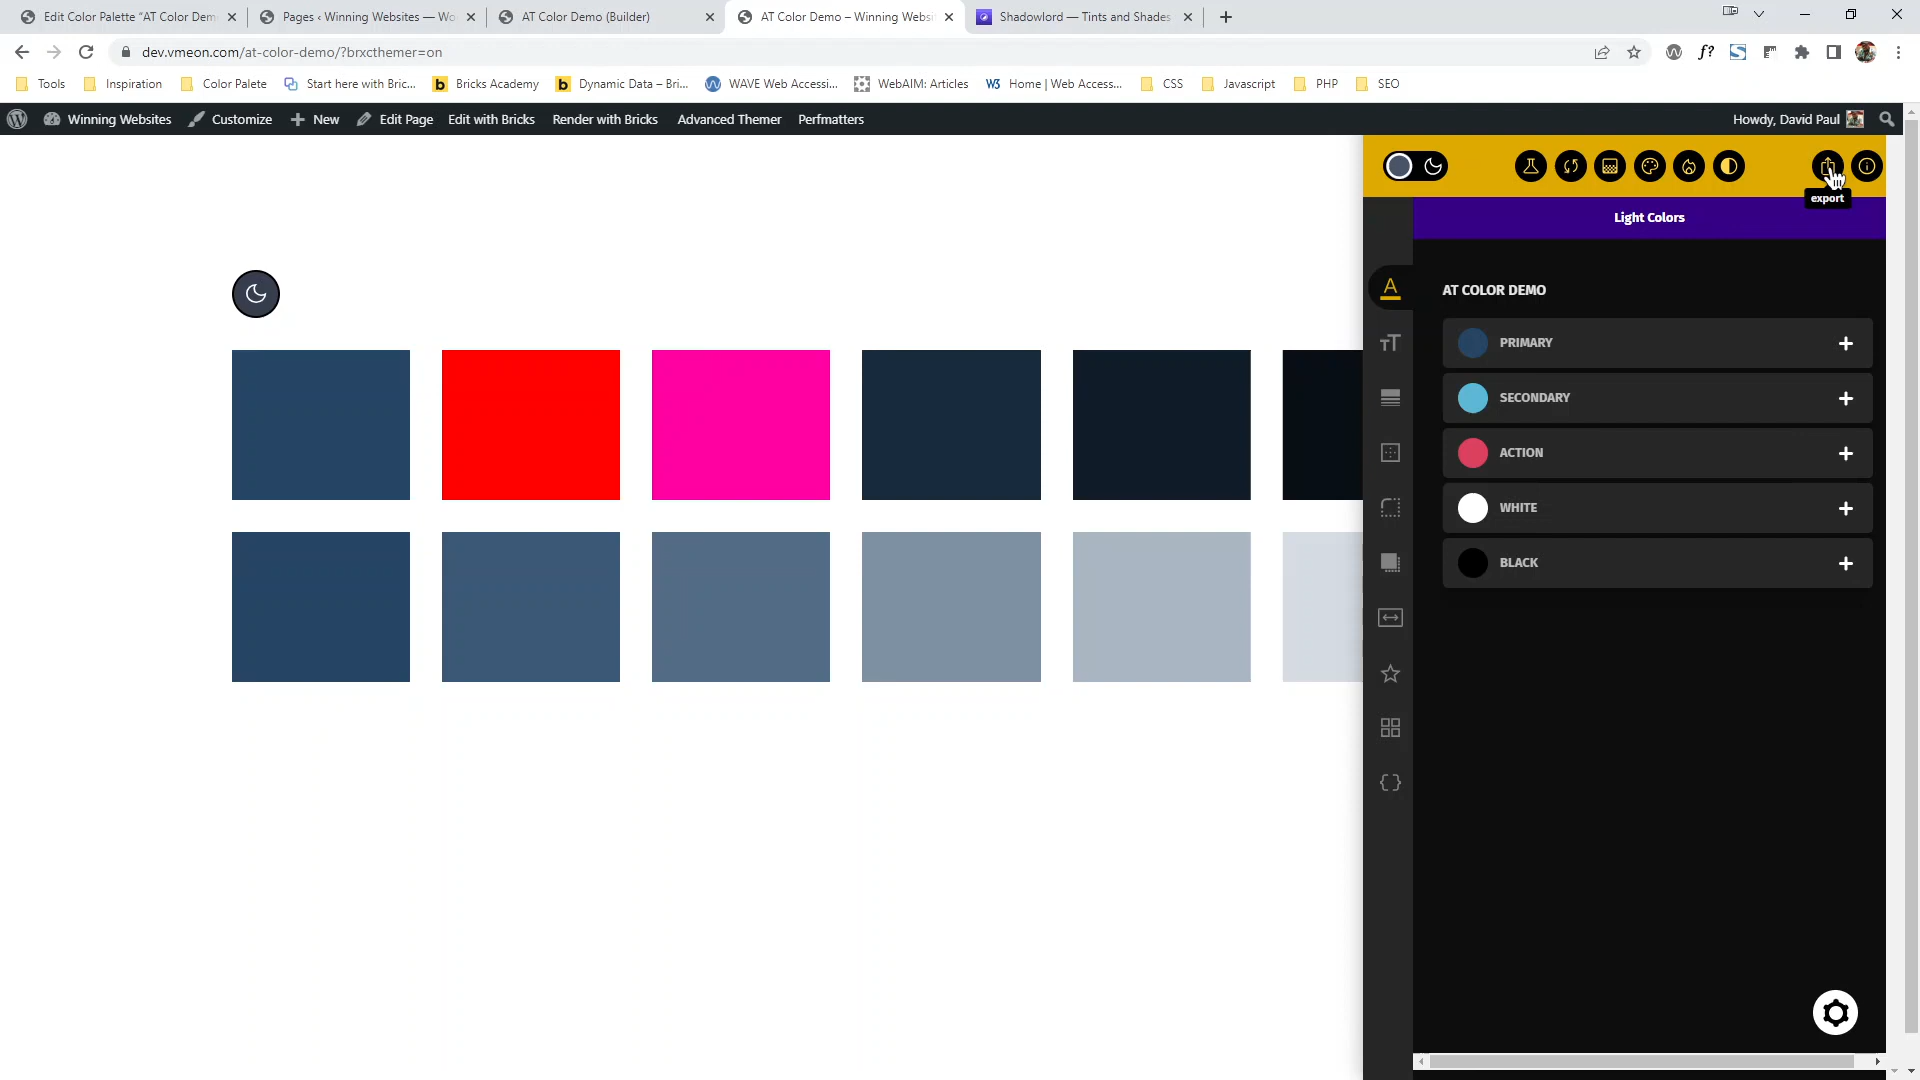 Edit Color Palette "AT Color Dem
Pages ‹ Winning Websites — Wo
AT Color Demo (Builder)
AT Color Demo – Winning Websi
Shadowlord — Tints and Shades
dev.vmeon.com/at-color-demo/?brxcthemer=on
f?
Tools
Inspiration
Color Palete
Start here with Bric...
Bricks Academy
Dynamic Data – Bri...
WAVE Web Accessi...
WebAIM: Articles
W3 Home | Web Access...
CSS
Javascript
PHP
SEO
Winning Websites
Customize
New
Edit Page
Edit with Bricks
Render with Bricks
Advanced Themer
Perfmatters
Howdy, David Paul
export
Light Colors
AT COLOR DEMO
PRIMARY
SECONDARY
ACTION
WHITE
BLACK